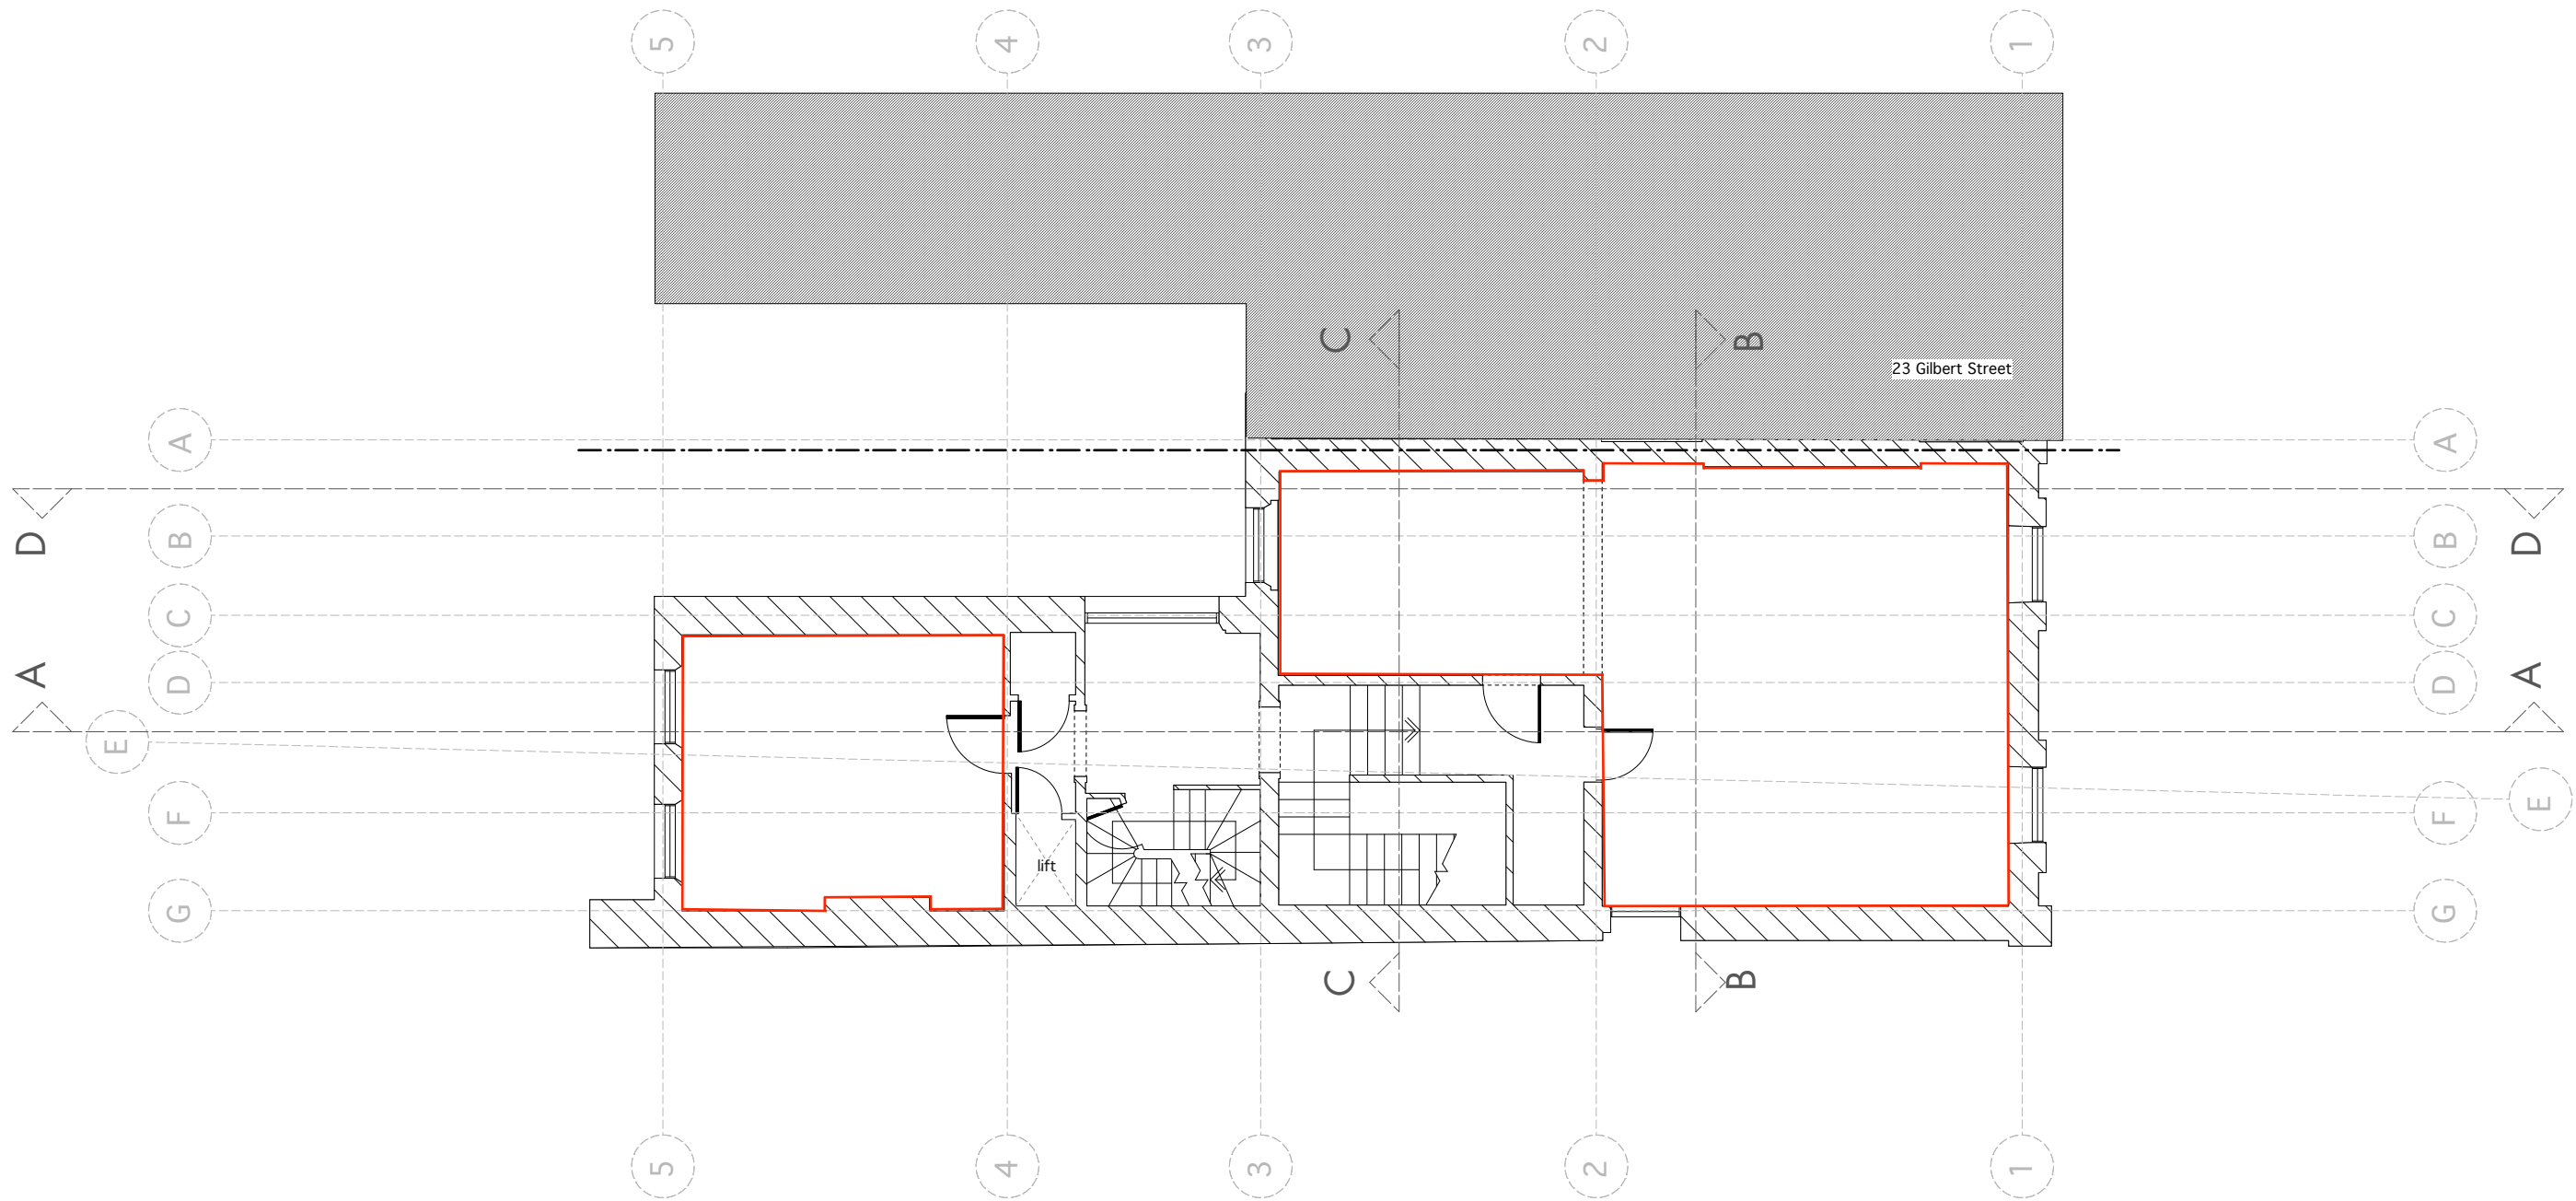 5 4 3 2 1
C B
23 Gilbert Street
A A
D B B D
C C
A D D A
E
F F E
lift
G G
C B
5 4 3 2 1